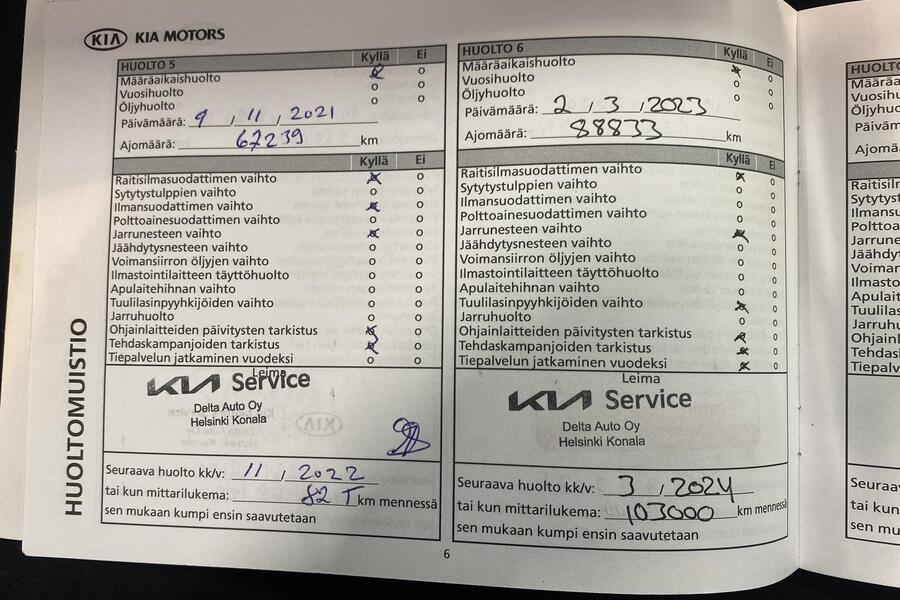 KIA KIA MOTORS
HUOLTO 5 Kyllä Ei
Määräaikaishuolto
Vuosihuolto o o
Öljyhuolto o o
Päivämäärä: 9 , 11 , 2021
Ajomäärä: 67239 km
Kyllä Ei
Raitisilmasuodattimen vaihto
Sytytystulppien vaihto
Ilmansuodattimen vaihto
Polttoainesuodattimen vaihto
Jarrunesteen vaihto
Jäähdytysnesteen vaihto
Voimansiirron öljyjen vaihto
Ilmastointilaitteen täyttöhuolto
Apulaitehihnan vaihto
Tuulilasinpyyhkijöiden vaihto
Jarruhuolto
Ohjainlaitteiden päivitysten tarkistus
Tehdaskampanjoiden tarkistus
Tiepalvelun jatkaminen vuodeksi
Leima
KIA Service
Delta Auto Oy
Helsinki Konala
Seuraava huolto kk/v: 11 , 2022
tai kun mittarilukema: 82 T km mennessä
sen mukaan kumpi ensin saavutetaan
HUOLTO 6 Kyllä Ei
Määräaikaishuolto
Vuosihuolto
Öljyhuolto
Päivämäärä: 2 , 3 , 2023
Ajomäärä: 88833 km
Kyllä Ei
Raitisilmasuodattimen vaihto
Sytytystulppien vaihto
Ilmansuodattimen vaihto
Polttoainesuodattimen vaihto
Jarrunesteen vaihto
Jäähdytysnesteen vaihto
Voimansiirron öljyjen vaihto
Ilmastointilaitteen täyttöhuolto
Apulaitehihnan vaihto
Tuulilasinpyyhkijöiden vaihto
Jarruhuolto
Ohjainlaitteiden päivitysten tarkistus
Tehdaskampanjoiden tarkistus
Tiepalvelun jatkaminen vuodeksi
Leima
KIA Service
Delta Auto Oy
Helsinki Konala
Seuraava huolto kk/v: 3 , 2024
tai kun mittarilukema: 103000 km mennessä
sen mukaan kumpi ensin saavutetaan
HUOLTOMUISTIO
6